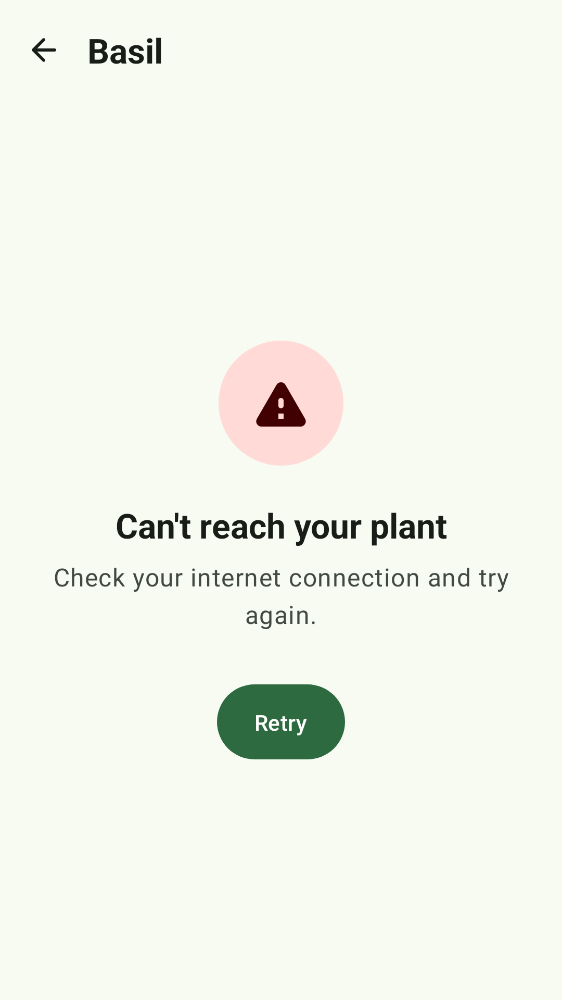 Basil
Can't reach your plant
Check your internet connection and try
again.
Retry